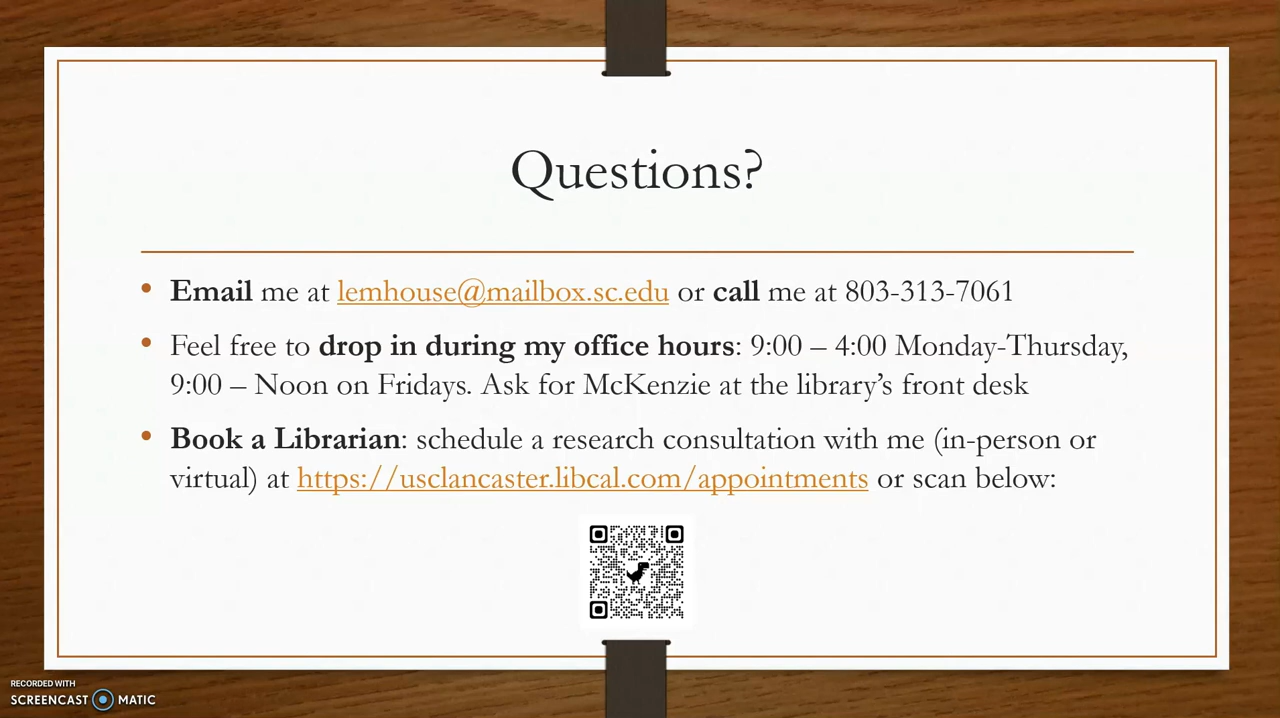 Questions?
• Email me at lemhouse@mailbox.sc.edu or call me at 803-313-7061
• Feel free to drop in during my office hours: 9:00 – 4:00 Monday-Thursday,
9:00 – Noon on Fridays. Ask for McKenzie at the library’s front desk
• Book a Librarian: schedule a research consultation with me (in-person or
virtual) at https://usclancaster.libcal.com/appointments or scan below:
RECORDED WITH
SCREENCAST MATIC